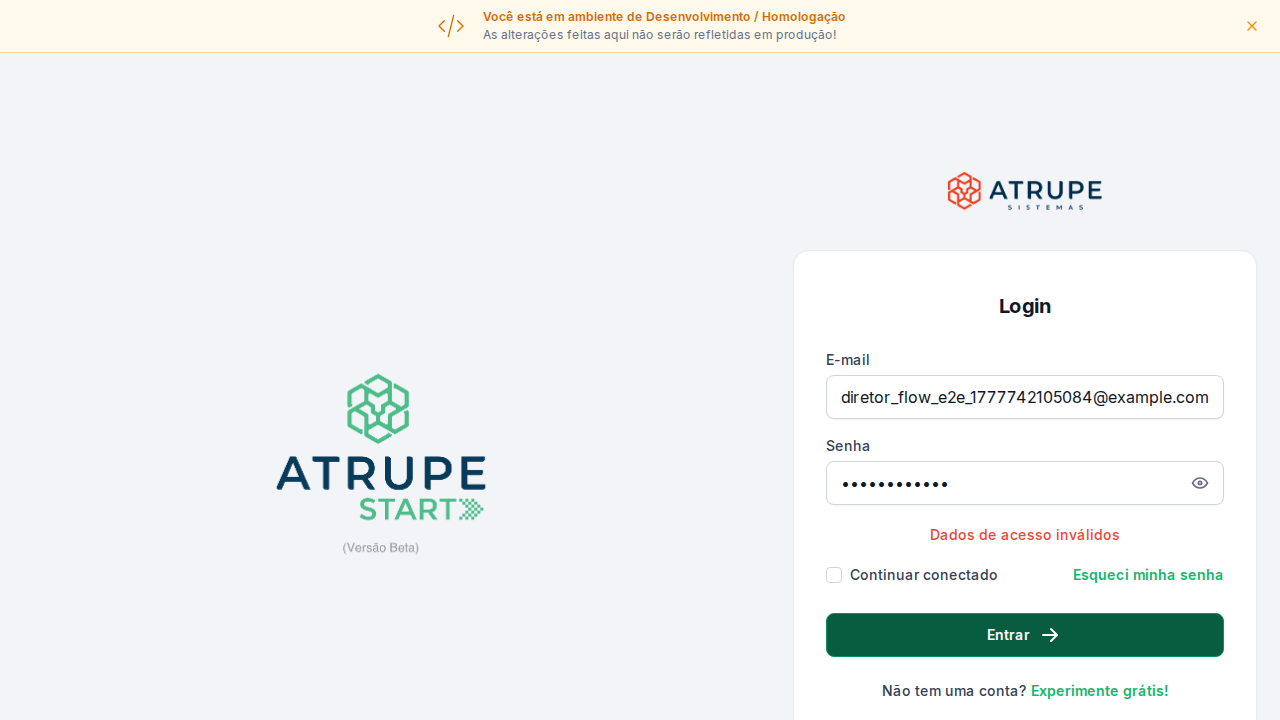 Você está em ambiente de Desenvolvimento / Homologação
As alterações feitas aqui não serão refletidas em produção!
ATRUPE
SISTEMAS
Login
E-mail
diretor_flow_e2e_1777742105084@example.com
Senha
•••••••••••
Dados de acesso inválidos
Continuar conectado
Esqueci minha senha
Entrar
Não tem uma conta? Experimente grátis!
ATRUPE
START
(Versão Beta)